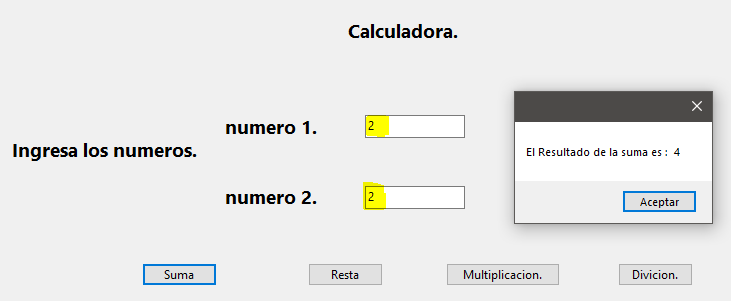 Calculadora.
numero 1.
2
Ingresa los numeros.
El Resultado de la suma es :  4
numero 2.
2
Aceptar
Suma
Resta
Multiplicacion.
Divicion.